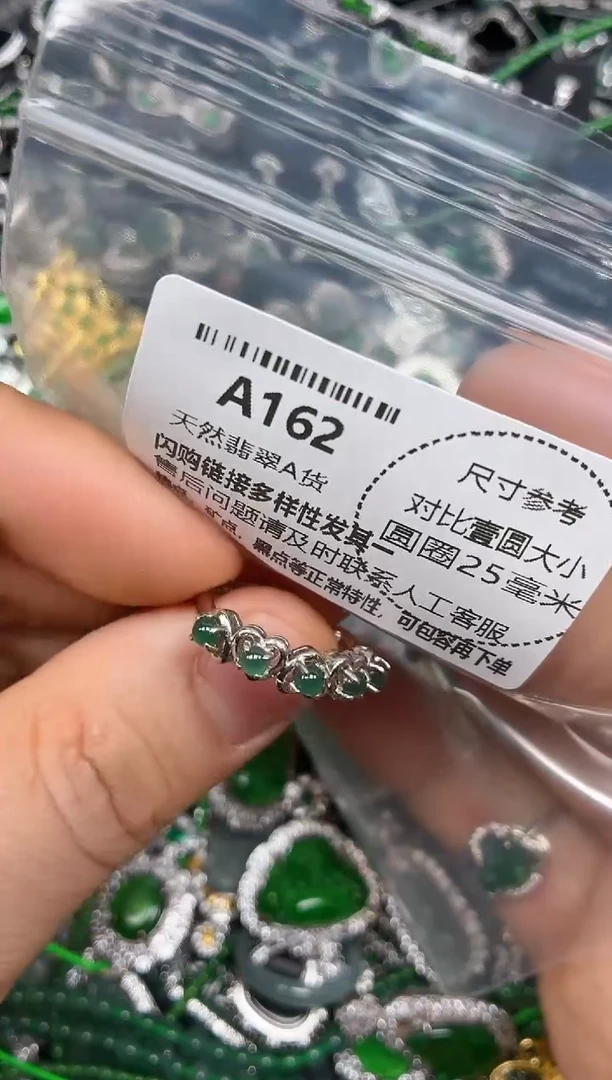 A162
天然翡翠A货
闪购链接多样性发其一
售后问题请及时联系人工客服
矿点，黑点等正常特性，可包容再下单
尺寸参考
对比壹圆大小
圆圈25毫米